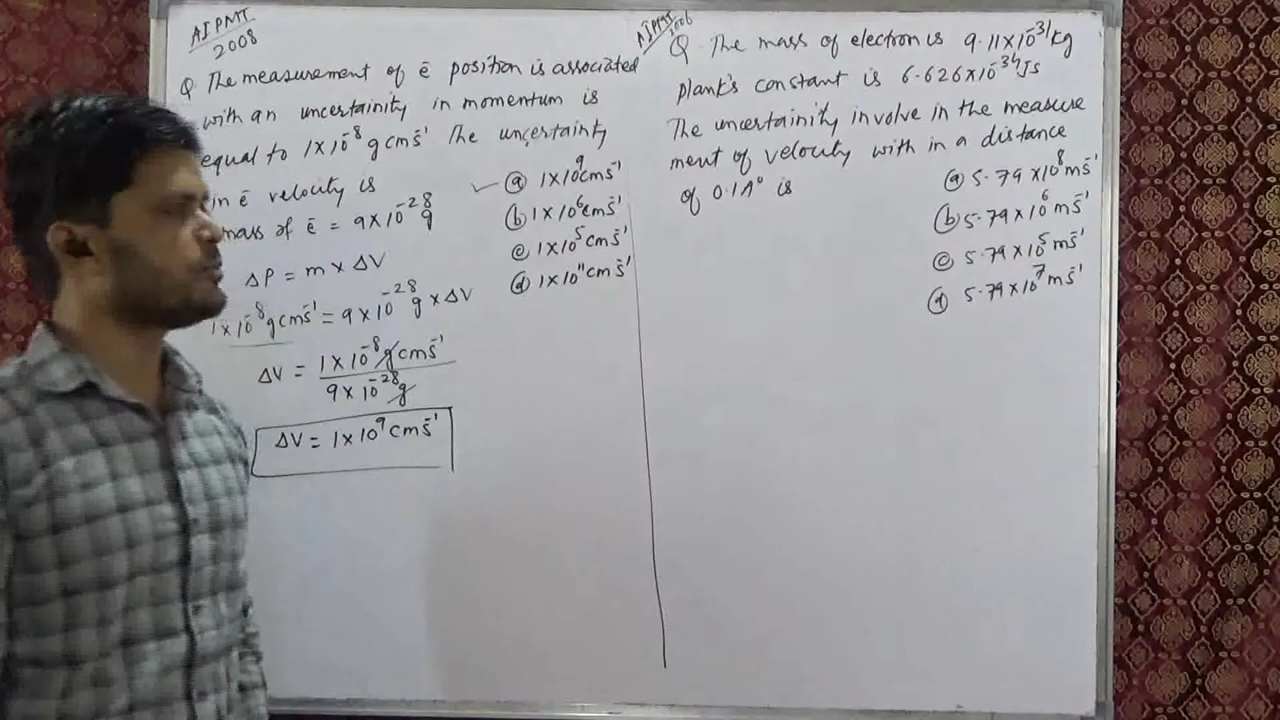 AIPMT
2008
Q. The measurement of ē position is associated
with an uncertainity in momentum is
equal to 1×10⁻⁸ g cm s⁻¹ The uncertainty
in ē velocity is
mass of ē = 9×10⁻²⁸ g
ⓐ 1×10⁹ cm s⁻¹
ⓑ 1×10⁶ cm s⁻¹
ⓒ 1×10⁵ cm s⁻¹
ⓓ 1×10¹¹ cm s⁻¹
ΔP = m × ΔV
1×10⁻⁸ g cm s⁻¹ = 9×10⁻²⁸ g × ΔV
ΔV = 1×10⁻⁸ g cm s⁻¹
9×10⁻²⁸ g
ΔV = 1×10⁹ cm s⁻¹
AIPMT
2006
Q. The mass of electron is 9.11×10⁻³¹ kg
plank's constant is 6.626×10⁻³⁴ Js
The uncertainity involve in the measure
ment of velocity with in a distance
of 0.1A° is
ⓐ 5.79×10⁸ m s⁻¹
ⓑ 5.79×10⁶ m s⁻¹
ⓒ 5.79×10⁵ m s⁻¹
ⓓ 5.79×10⁷ m s⁻¹